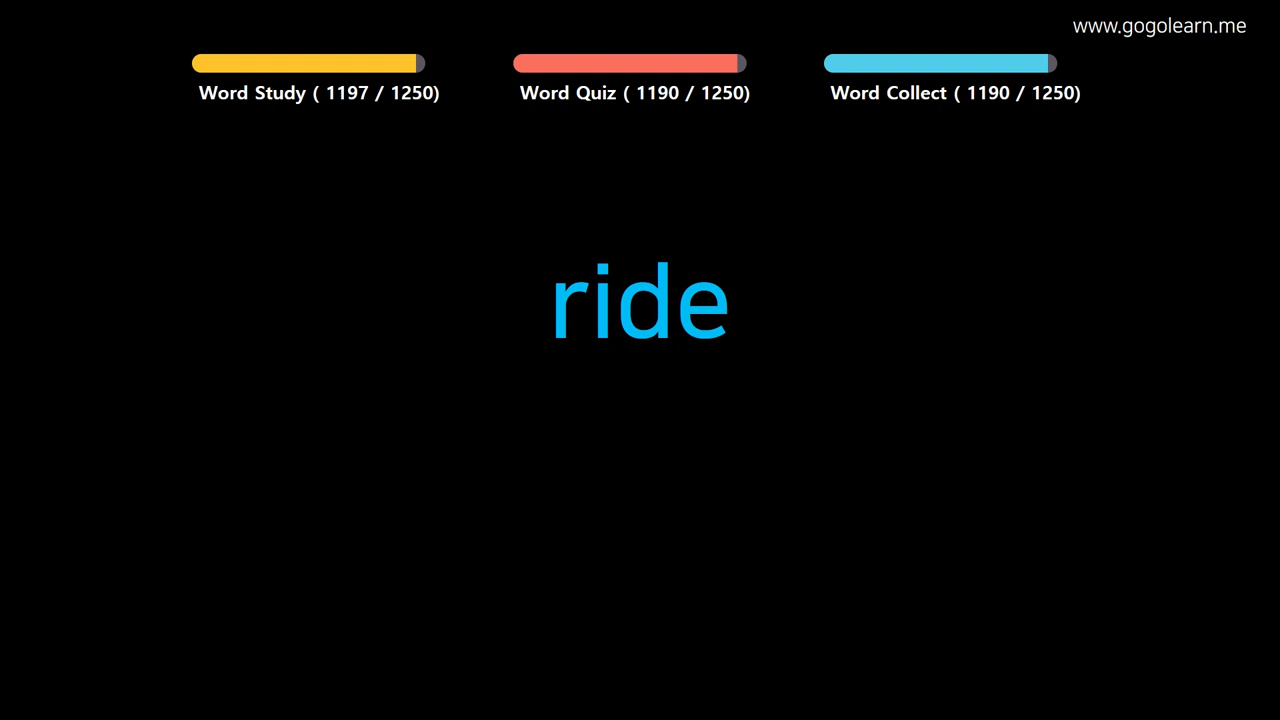 www.gogolearn.me
Word Study ( 1197 / 1250)
Word Quiz ( 1190 / 1250)
Word Collect ( 1190 / 1250)
ride